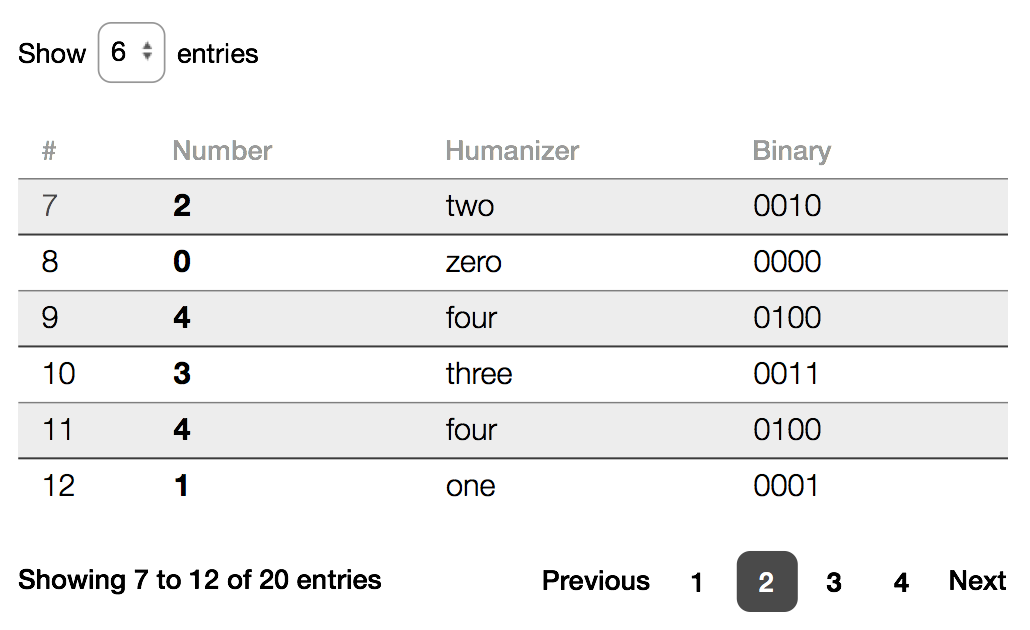 Show 6 entries
# Number Humanizer Binary
7 2 two 0010
8 0 zero 0000
9 4 four 0100
10 3 three 0011
11 4 four 0100
12 1 one 0001
Showing 7 to 12 of 20 entries Previous 1 2 3 4 Next